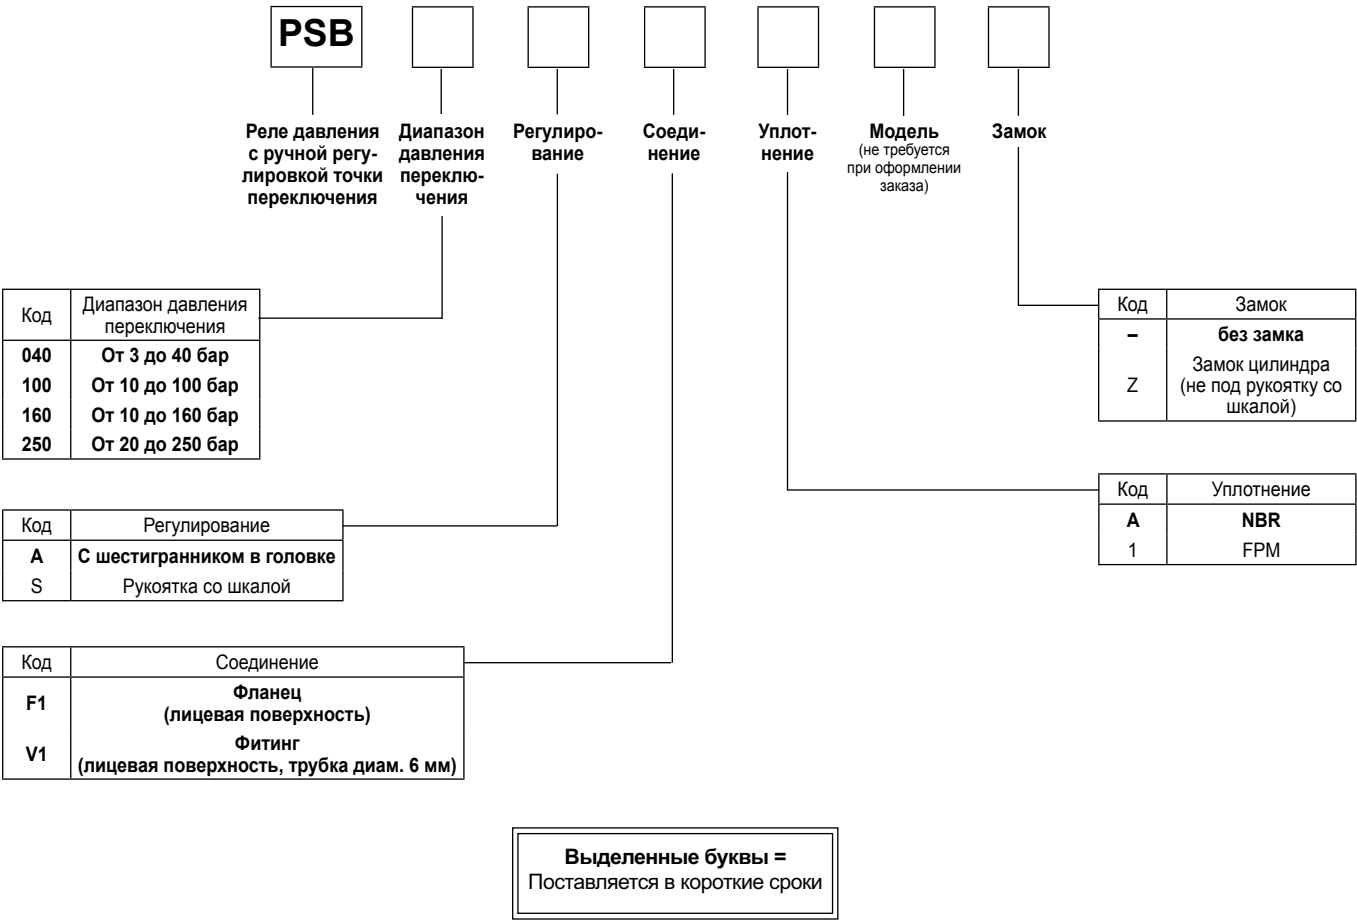 PSB
Реле давления
с ручной регу-
лировкой точки
переключения
Диапазон
давления
переклю-
чения
Регулиро-
вание
Соеди-
нение
Уплот-
нение
Модель
(не требуется
при оформлении
заказа)
Замок
Код Диапазон давления
переключения
040 От 3 до 40 бар
100 От 10 до 100 бар
160 От 10 до 160 бар
250 От 20 до 250 бар
Код Регулирование
A С шестигранником в головке
S Рукоятка со шкалой
Код Соединение
F1 Фланец
(лицевая поверхность)
V1 Фитинг
(лицевая поверхность, трубка диам. 6 мм)
Код Замок
– без замка
Z Замок цилиндра
(не под рукоятку со
шкалой)
Код Уплотнение
A NBR
1 FPM
Выделенные буквы =
Поставляется в короткие сроки